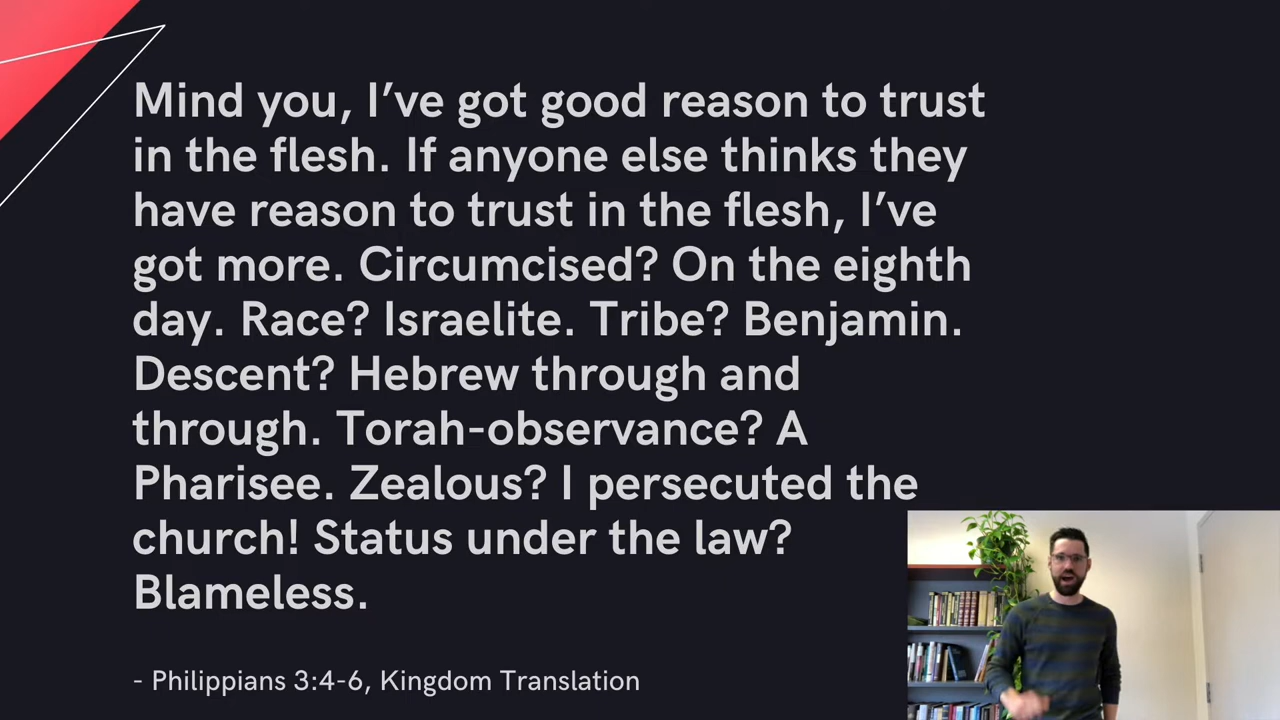 Mind you, I’ve got good reason to trust
in the flesh. If anyone else thinks they
have reason to trust in the flesh, I’ve
got more. Circumcised? On the eighth
day. Race? Israelite. Tribe? Benjamin.
Descent? Hebrew through and
through. Torah-observance? A
Pharisee. Zealous? I persecuted the
church! Status under the law?
Blameless.
- Philippians 3:4-6, Kingdom Translation